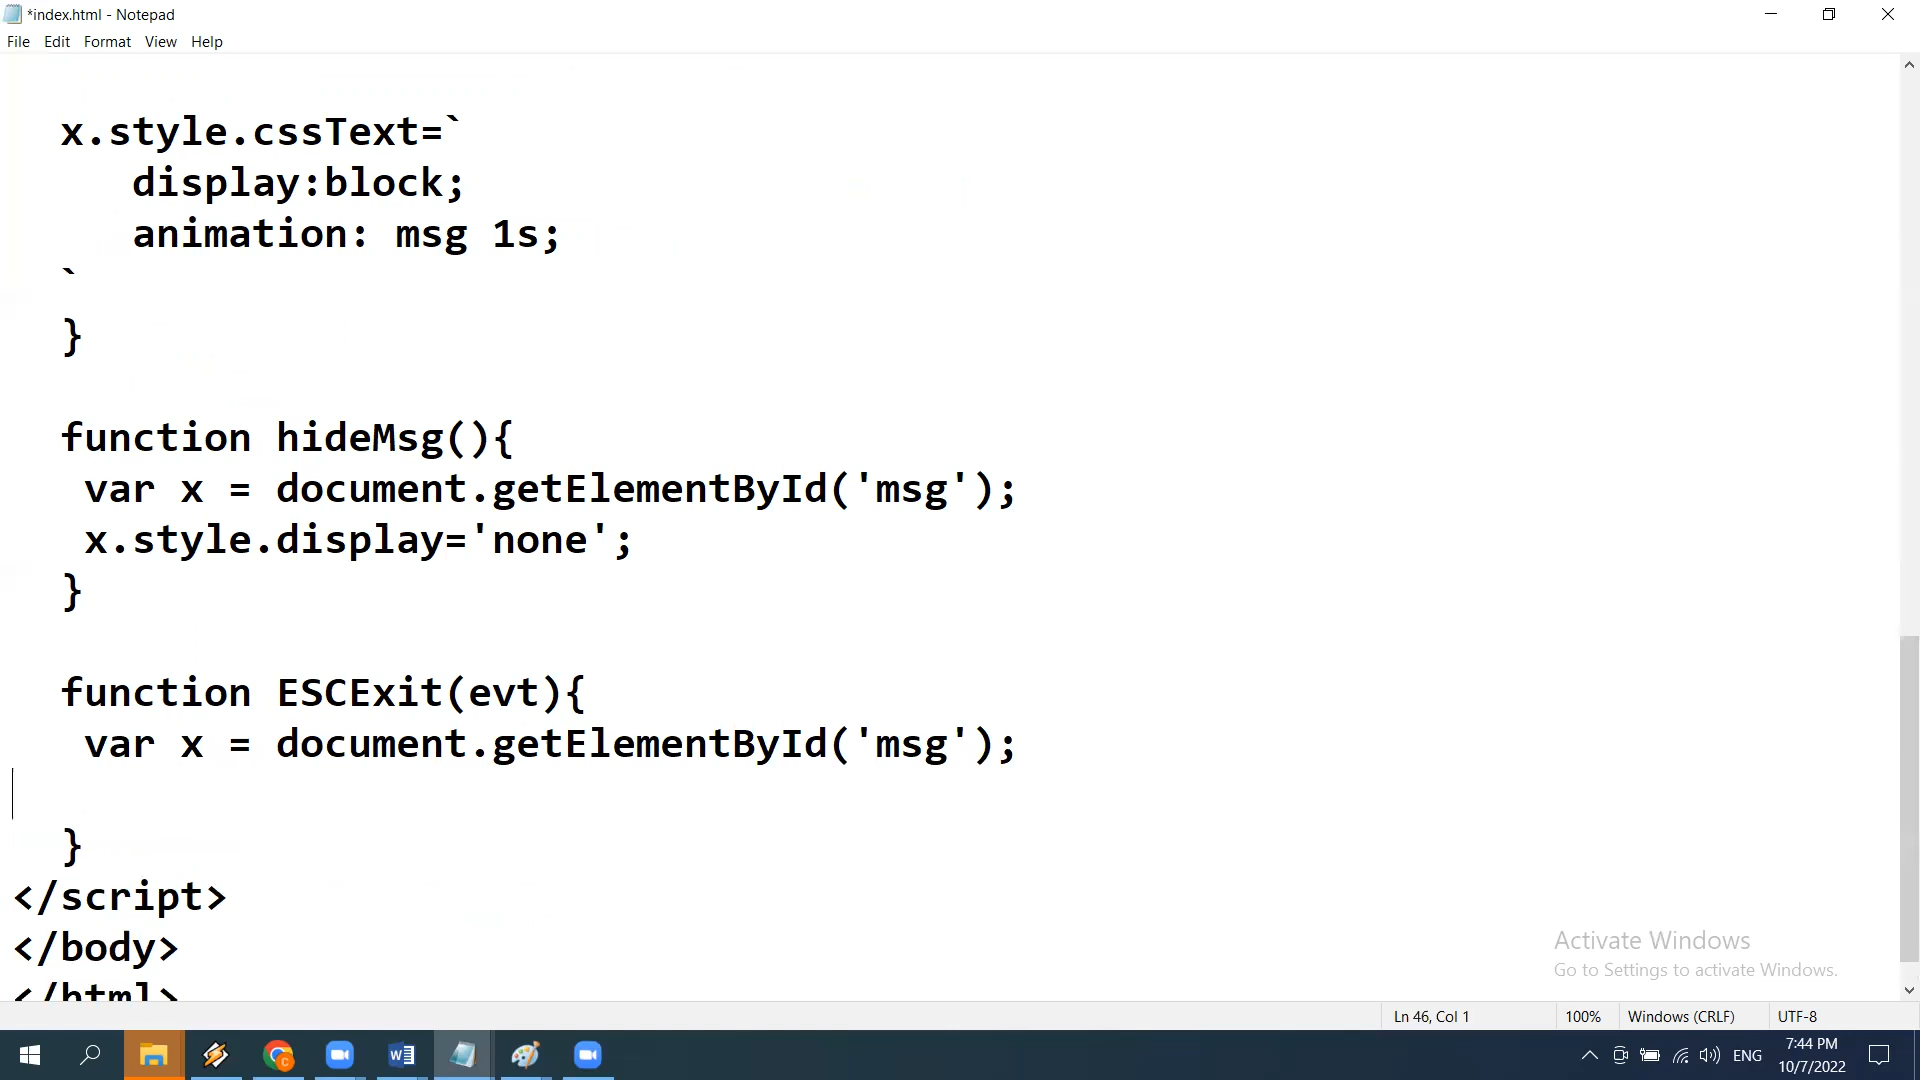 *index.html - Notepad
File Edit Format View Help
x.style.cssText=`
display:block;
animation: msg 1s;
`
}
function hideMsg(){
var x = document.getElementById('msg');
x.style.display='none';
}
function ESCExit(evt){
var x = document.getElementById('msg');
}
</script>
</body>
</html>
Activate Windows
Go to Settings to activate Windows.
Ln 46, Col 1 100% Windows (CRLF) UTF-8
ENG
7:44 PM
10/7/2022